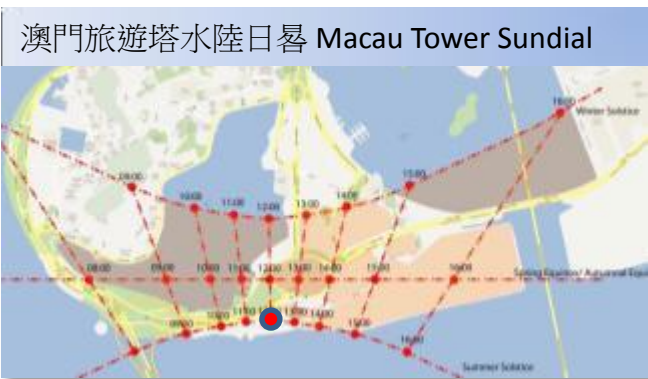 澳門旅遊塔水陸日晷 Macau Tower Sundial
16:00
Winter Solstice
09:00
15:00
10:00 11:00 12:00 13:00 14:00
08:00 09:00 10:00 11:00 12:00 13:00 14:00 15:00 16:00
Spring Equinox/ Autumnal Equi
09:00 10:00 11:00 13:00 14:00 15:00
16:00
Summer Solstice